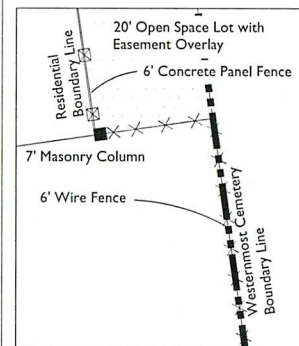 20' Open Space Lot with
Easement Overlay
6' Concrete Panel Fence
Residential
Boundary Line
7' Masonry Column
6' Wire Fence
Westernmost Cemetery
Boundary Line